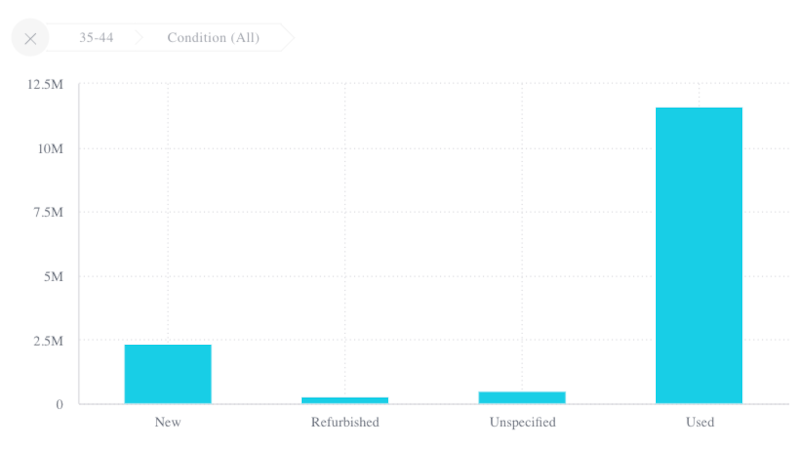 35-44 Condition (All)
12.5M
10M
7.5M
5M
2.5M
0
New Refurbished Unspecified Used